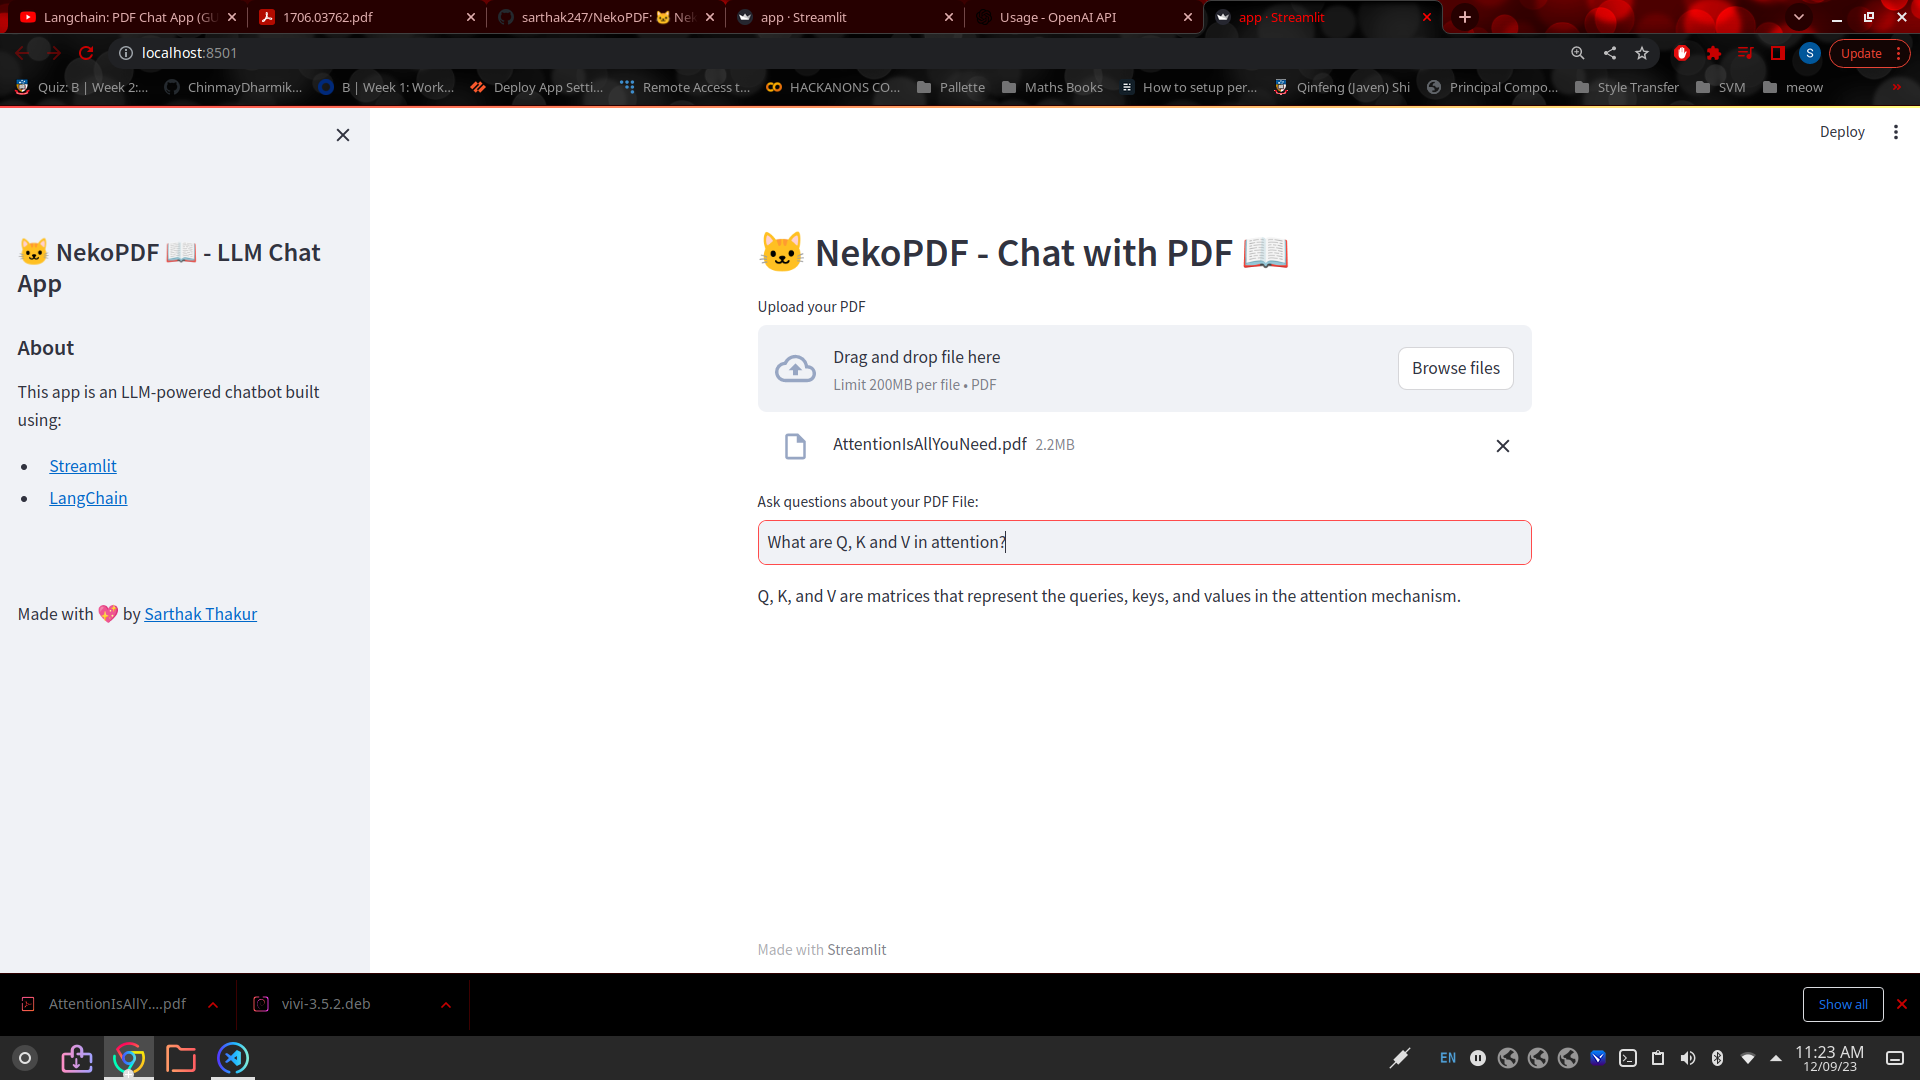 Langchain: PDF Chat App (GU
1706.03762.pdf
sarthak247/NekoPDF: 🐱 Nek
app · Streamlit
Usage - OpenAI API
app · Streamlit
localhost:8501
S
Update
Quiz: B | Week 2:...
ChinmayDharmik...
B | Week 1: Work...
Deploy App Setti...
Remote Access t...
HACKANONS CO...
Pallette
Maths Books
How to setup per...
Qinfeng (Javen) Shi
Principal Compo...
Style Transfer
SVM
meow
Deploy
🐱 NekoPDF 📖 - LLM Chat
App
About
This app is an LLM-powered chatbot built
using:
Streamlit
LangChain
Made with 💖 by Sarthak Thakur
🐱 NekoPDF - Chat with PDF 📖
Upload your PDF
Drag and drop file here
Limit 200MB per file • PDF
Browse files
AttentionIsAllYouNeed.pdf 2.2MB
Ask questions about your PDF File:
What are Q, K and V in attention?
Q, K, and V are matrices that represent the queries, keys, and values in the attention mechanism.
Made with Streamlit
AttentionIsAllY....pdf
vivi-3.5.2.deb
Show all
EN
11:23 AM
12/09/23